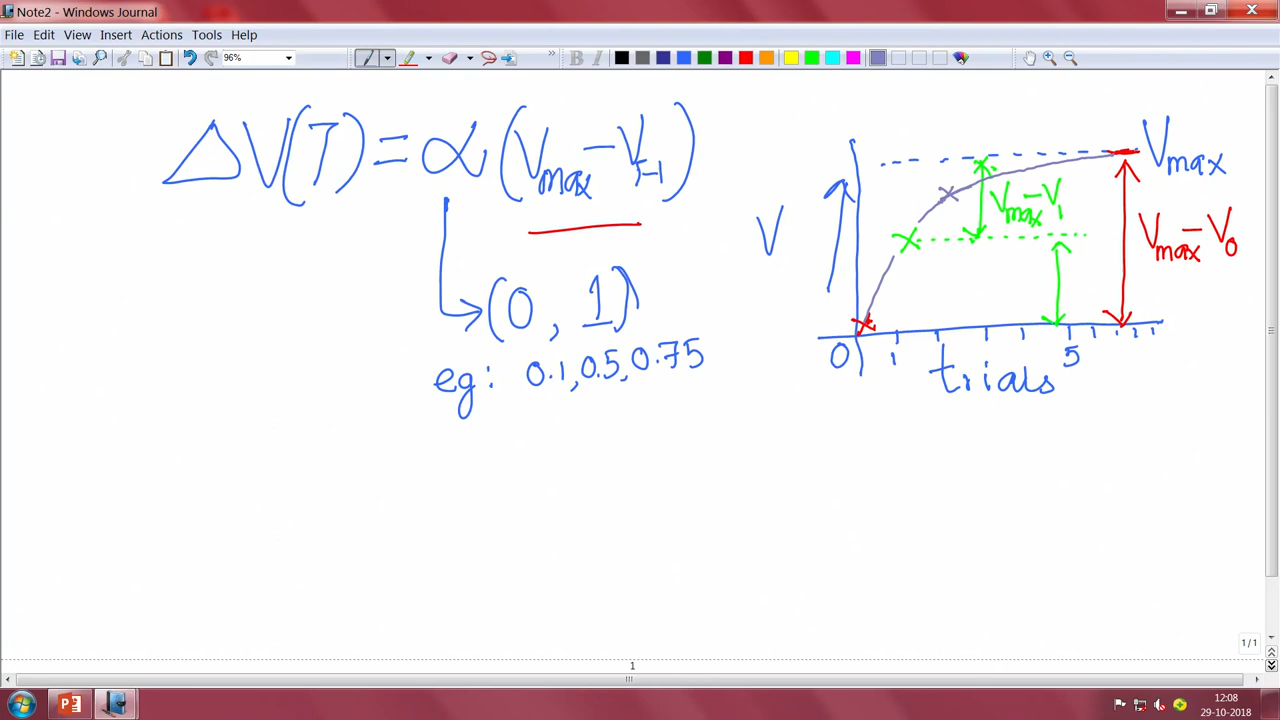 Note2 - Windows Journal
File Edit View Insert Actions Tools Help
96%
ΔV(T) = α(Vmax - VT-1)
(0, 1)
eg: 0.1, 0.5, 0.75
V
Vmax
Vmax - V1
Vmax - V0
0 1 5
trials
1/1
1
12:08
29-10-2018